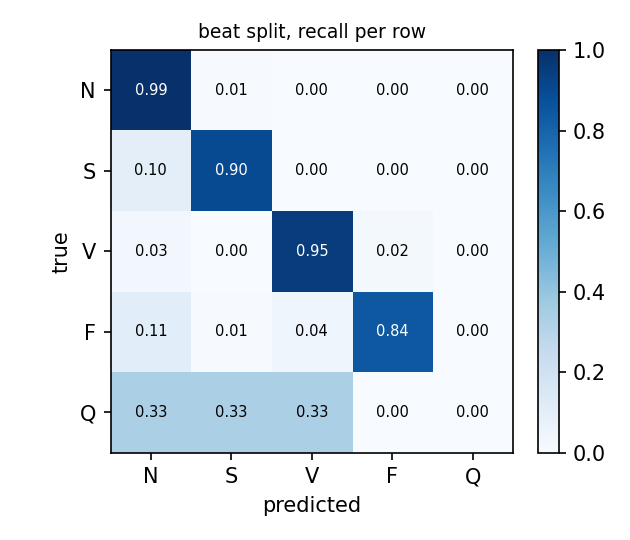 beat split, recall per row
N 0.99 0.01 0.00 0.00 0.00
S 0.10 0.90 0.00 0.00 0.00
V 0.03 0.00 0.95 0.02 0.00
F 0.11 0.01 0.04 0.84 0.00
Q 0.33 0.33 0.33 0.00 0.00
N S V F Q
predicted
true
1.0
0.8
0.6
0.4
0.2
0.0